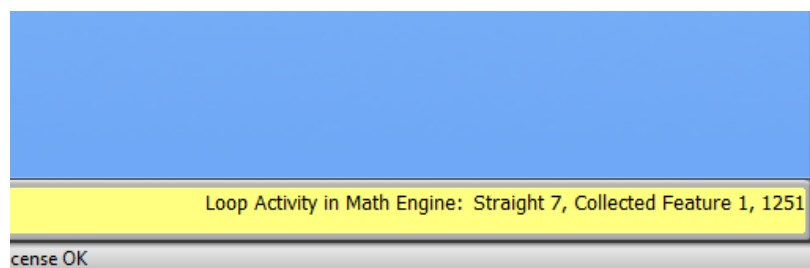 Loop Activity in Math Engine: Straight 7, Collected Feature 1, 1251
cense OK